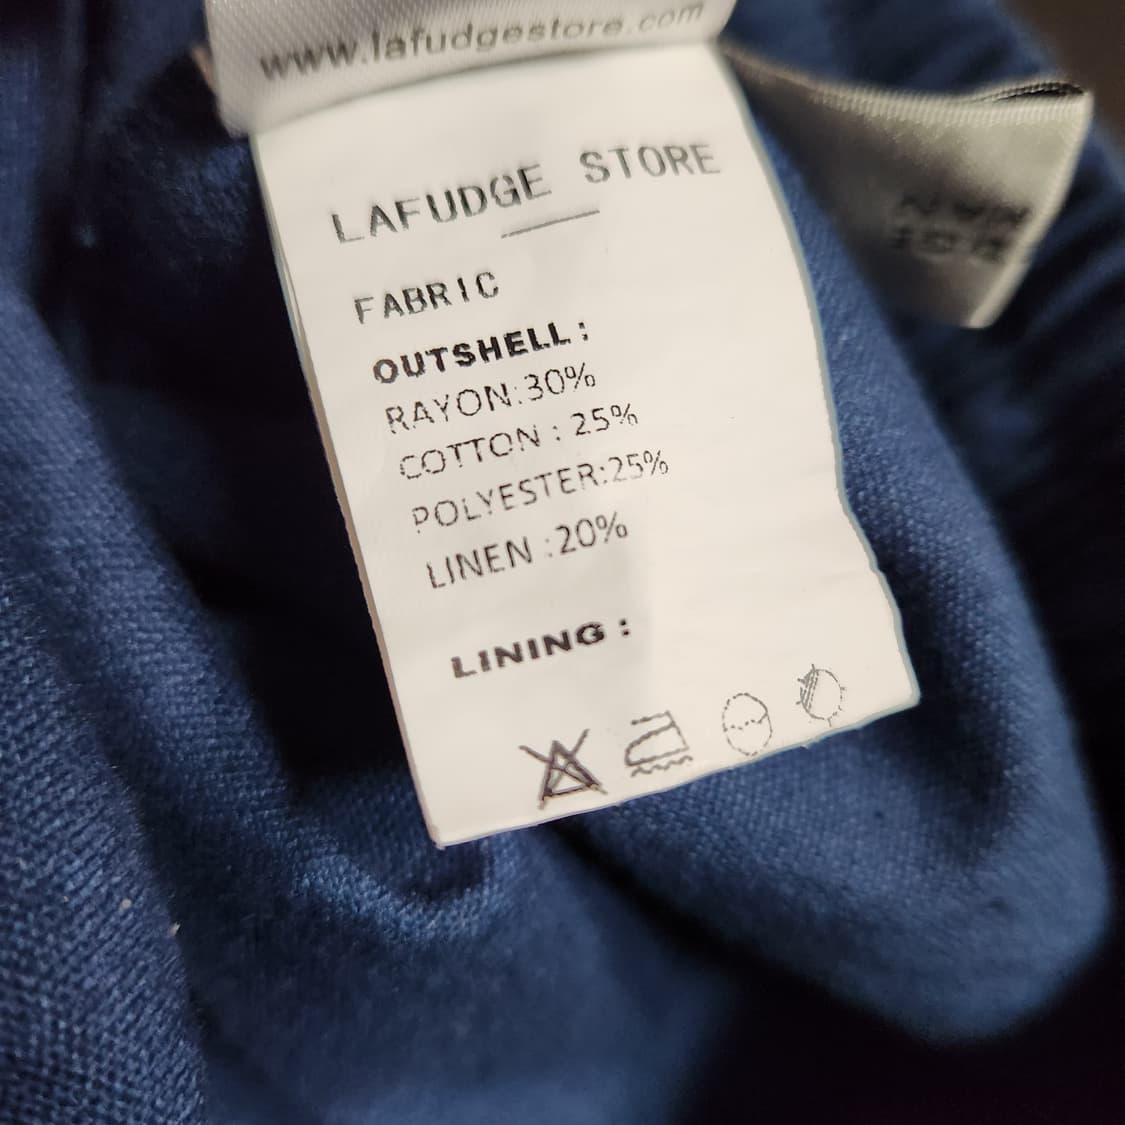 www.lafudgestore.com
LAFUDGE STORE
FABRIC
OUTSHELL:
RAYON:30%
COTTON : 25%
POLYESTER:25%
LINEN :20%
LINING :